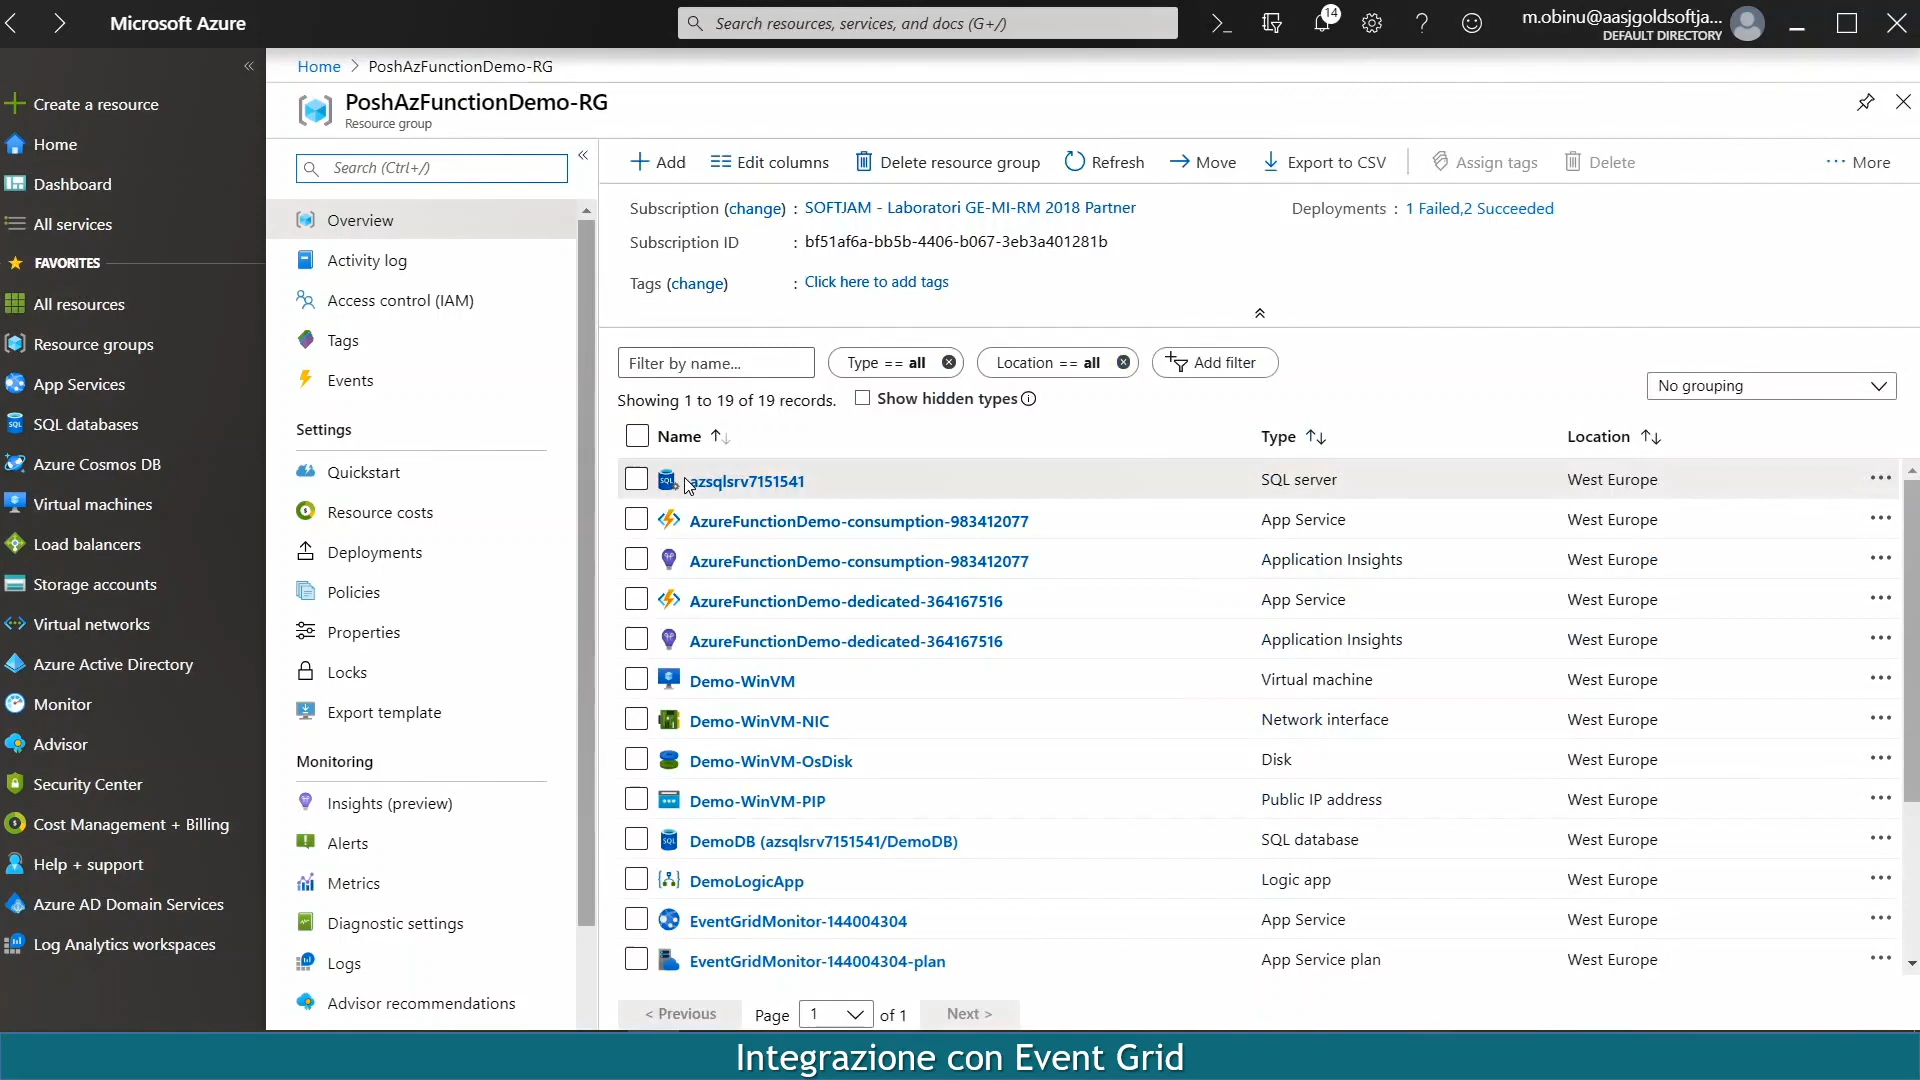 Microsoft Azure
Search resources, services, and docs (G+/)
14
m.obinu@aasjgoldsoftja...
DEFAULT DIRECTORY
Create a resource
Home
Dashboard
All services
FAVORITES
All resources
Resource groups
App Services
SQL databases
Azure Cosmos DB
Virtual machines
Load balancers
Storage accounts
Virtual networks
Azure Active Directory
Monitor
Advisor
Security Center
Cost Management + Billing
Help + support
Azure AD Domain Services
Log Analytics workspaces
Home > PoshAzFunctionDemo-RG
PoshAzFunctionDemo-RG
Resource group
Search (Ctrl+/)
Overview
Activity log
Access control (IAM)
Tags
Events
Settings
Quickstart
Resource costs
Deployments
Policies
Properties
Locks
Export template
Monitoring
Insights (preview)
Alerts
Metrics
Diagnostic settings
Logs
Advisor recommendations
Add Edit columns Delete resource group Refresh Move Export to CSV Assign tags Delete More
Subscription (change) : SOFTJAM - Laboratori GE-MI-RM 2018 Partner
Deployments : 1 Failed,2 Succeeded
Subscription ID : bf51af6a-bb5b-4406-b067-3eb3a401281b
Tags (change) : Click here to add tags
Filter by name... Type == all Location == all Add filter
Showing 1 to 19 of 19 records. Show hidden types
No grouping
Name Type Location
azsqlsrv7151541 SQL server West Europe
AzureFunctionDemo-consumption-983412077 App Service West Europe
AzureFunctionDemo-consumption-983412077 Application Insights West Europe
AzureFunctionDemo-dedicated-364167516 App Service West Europe
AzureFunctionDemo-dedicated-364167516 Application Insights West Europe
Demo-WinVM Virtual machine West Europe
Demo-WinVM-NIC Network interface West Europe
Demo-WinVM-OsDisk Disk West Europe
Demo-WinVM-PIP Public IP address West Europe
DemoDB (azsqlsrv7151541/DemoDB) SQL database West Europe
DemoLogicApp Logic app West Europe
EventGridMonitor-144004304 App Service West Europe
EventGridMonitor-144004304-plan App Service plan West Europe
< Previous Page 1 of 1 Next >
Integrazione con Event Grid